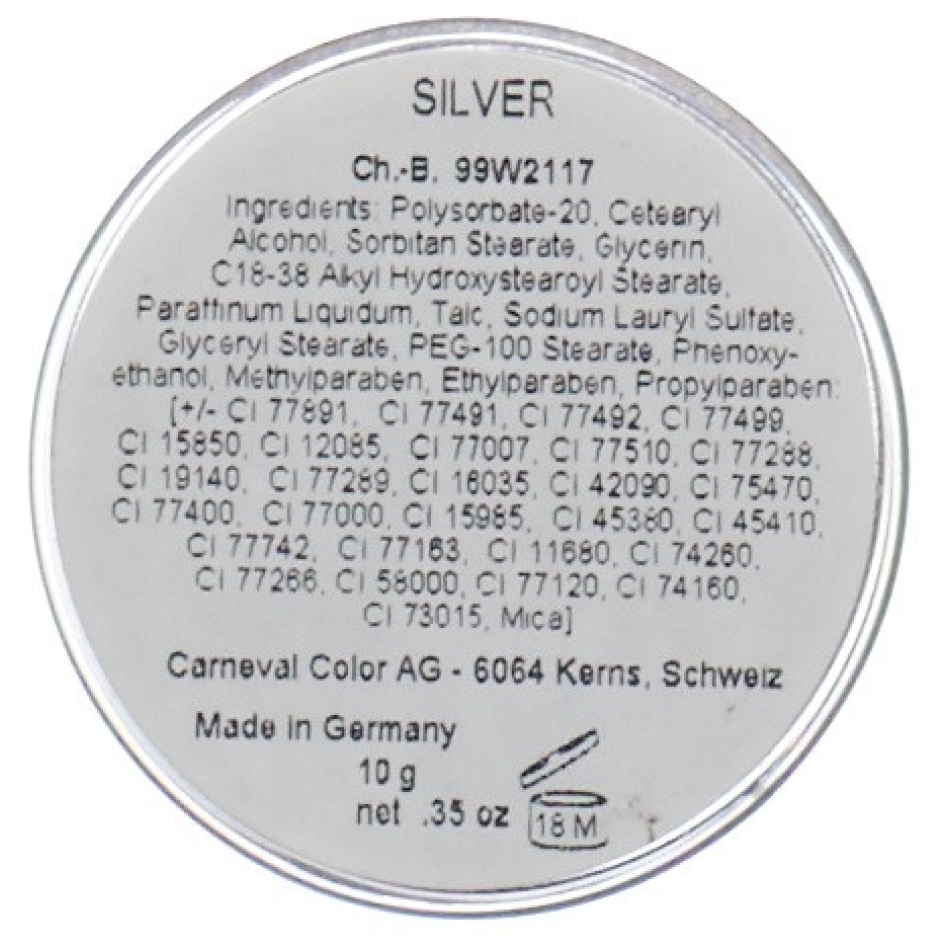 SILVER
Ch.-B. 99W2117
Ingredients: Polysorbate-20, Cetearyl
Alcohol, Sorbitan Stearate, Glycerin,
C18-38 Alkyl Hydroxystearoyl Stearate,
Paraffinum Liquidum, Talc, Sodium Lauryl Sulfate,
Glyceryl Stearate, PEG-100 Stearate, Phenoxy-
ethanol, Methylparaben, Ethylparaben, Propylparaben:
[+/- CI 77891, CI 77491, CI 77492, CI 77499,
CI 15850, CI 12085, CI 77007, CI 77510, CI 77288,
CI 19140, CI 77289, CI 16035, CI 42090, CI 75470,
CI 77400, CI 77000, CI 15985, CI 45380, CI 45410,
CI 77742, CI 77163, CI 11680, CI 74260,
CI 77266, CI 58000, CI 77120, CI 74160,
CI 73015, Mica]
Carneval Color AG - 6064 Kerns, Schweiz
Made in Germany
10 g
net .35 oz
18 M